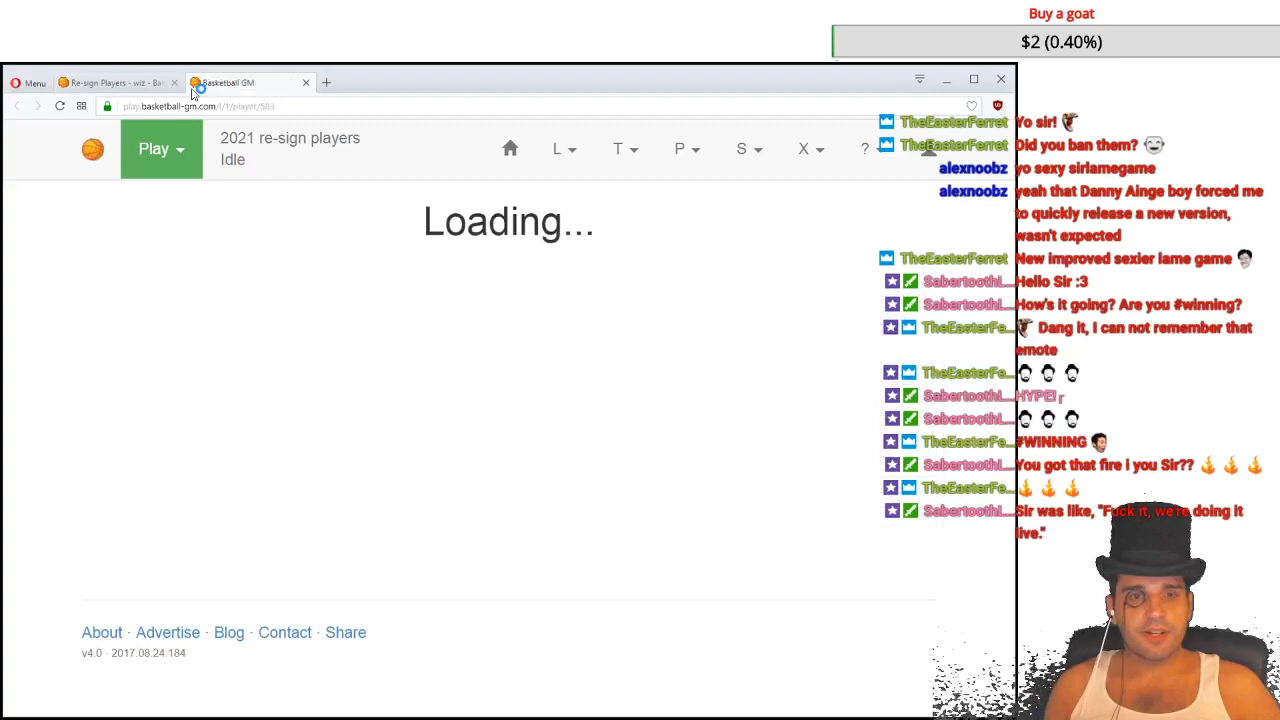 Buy a goat
$2 (0.40%)
Menu
Re-sign Players - wiz - Ba
Basketball GM
play.basketball-gm.com/l/1/player/58
Play
2021 re-sign players
Idle
L
T
P
S
X
?
Loading...
TheEasterFerret Yo sir!
TheEasterFerret Did you ban them?
alexnoobz yo sexy sirlamegame
alexnoobz yeah that Danny Ainge boy forced me
to quickly release a new version,
wasn't expected
TheEasterFerret New improved sexier lame game
SabertoothL... Hello Sir :3
SabertoothL... How's it going? Are you #winning?
TheEasterFe... Dang it, I can not remember that
emote
TheEasterFe...
SabertoothL... HYPE!
SabertoothL...
TheEasterFe... #WINNING
SabertoothL... You got that fire i you Sir??
TheEasterFe...
SabertoothL... Sir was like, "Fuck it, we're doing it
live."
About · Advertise · Blog · Contact · Share
v4.0 · 2017.08.24.184